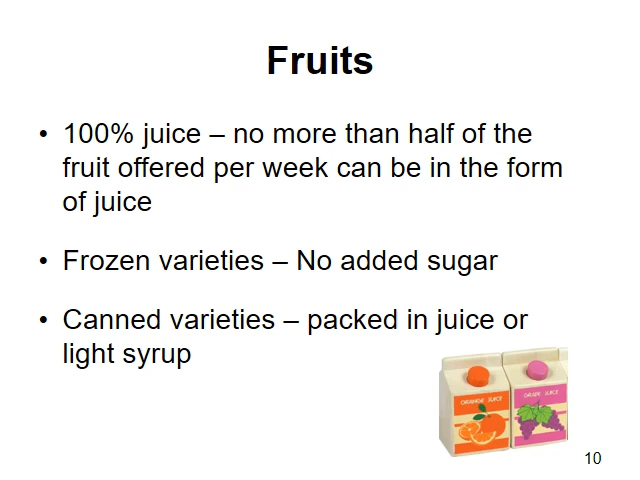 Fruits
• 100% juice – no more than half of the
fruit offered per week can be in the form
of juice
• Frozen varieties – No added sugar
• Canned varieties – packed in juice or
light syrup
ORANGE JUICE
GRAPE JUICE
10